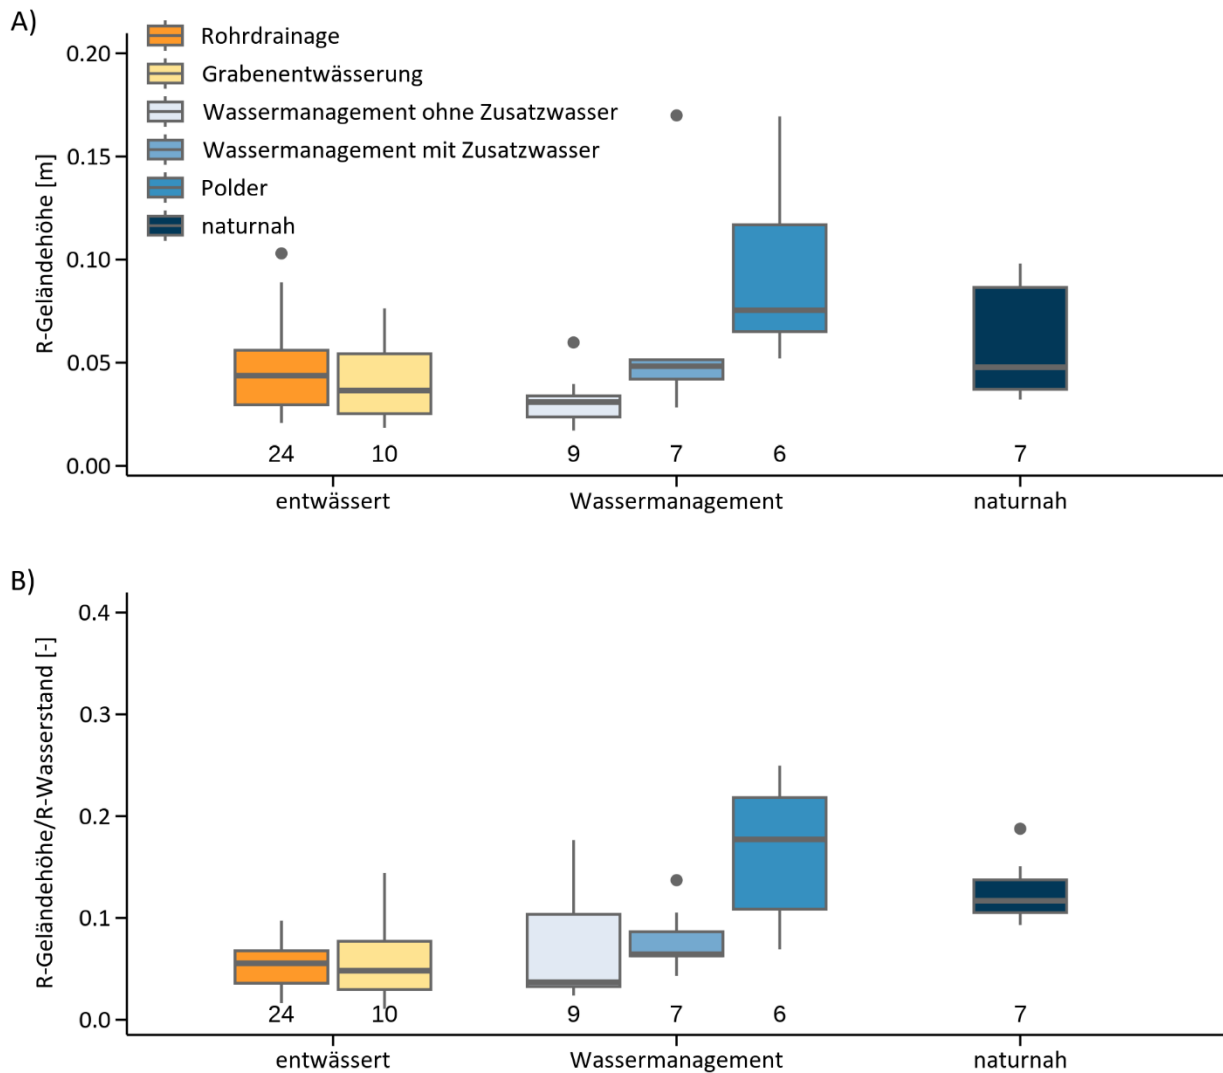 A)
R-Geländehöhe [m]
0.20
0.15
0.10
0.05
0.00
Rohrdrainage
Grabenentwässerung
Wassermanagement ohne Zusatzwasser
Wassermanagement mit Zusatzwasser
Polder
naturnah
24 10 9 7 6 7
entwässert Wassermanagement naturnah
B)
R-Geländehöhe/R-Wasserstand [-]
0.4
0.3
0.2
0.1
0.0
24 10 9 7 6 7
entwässert Wassermanagement naturnah